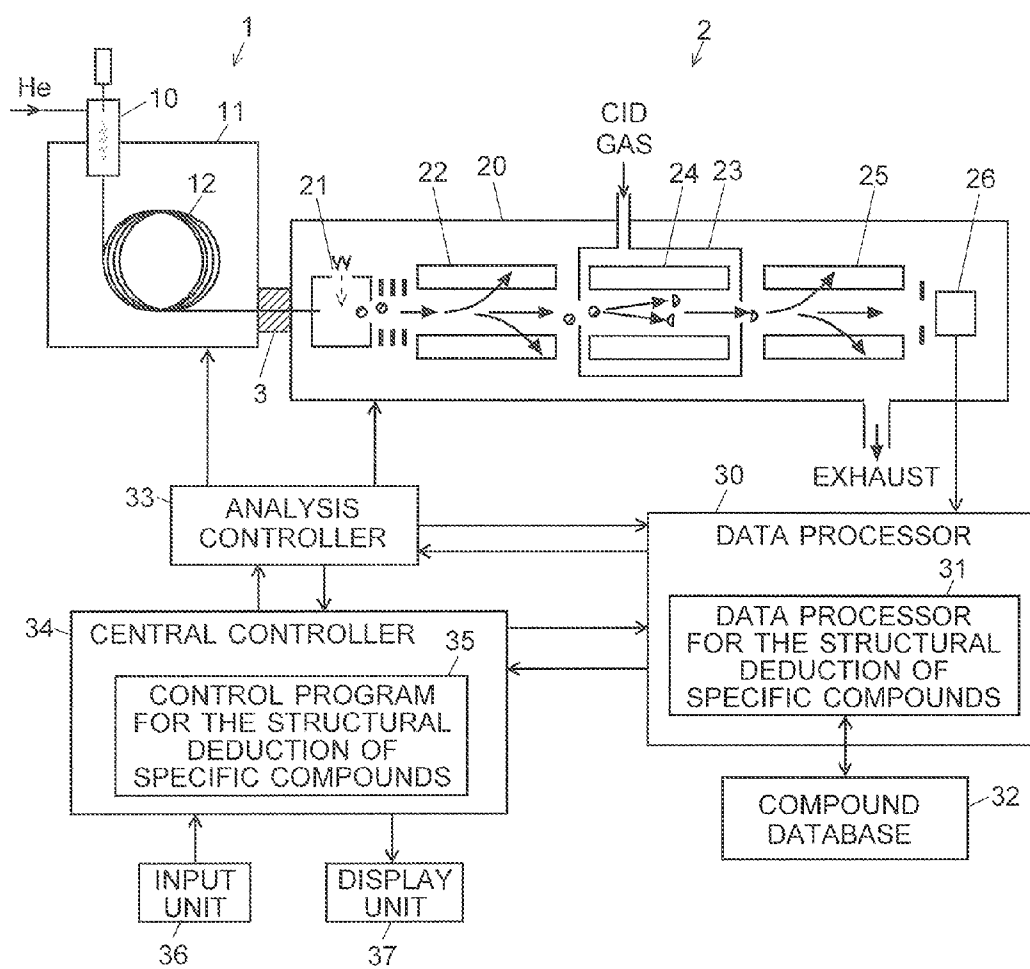 1
2
He
10
11
CID
GAS
12
21
22
20
24
23
25
26
3
EXHAUST
33
ANALYSIS
CONTROLLER
30
DATA PROCESSOR
31
DATA PROCESSOR
FOR THE STRUCTURAL
DEDUCTION OF
SPECIFIC COMPOUNDS
34
CENTRAL CONTROLLER
35
CONTROL PROGRAM
FOR THE STRUCTURAL
DEDUCTION OF
SPECIFIC COMPOUNDS
COMPOUND
DATABASE
32
INPUT
UNIT
36
DISPLAY
UNIT
37